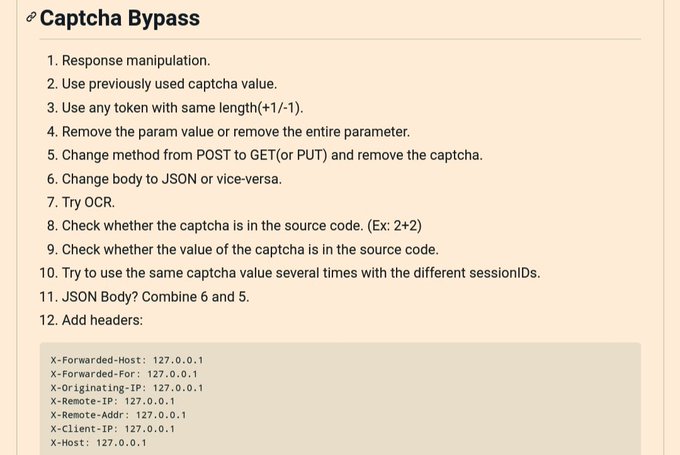 Captcha Bypass
1. Response manipulation.
2. Use previously used captcha value.
3. Use any token with same length(+1/-1).
4. Remove the param value or remove the entire parameter.
5. Change method from POST to GET(or PUT) and remove the captcha.
6. Change body to JSON or vice-versa.
7. Try OCR.
8. Check whether the captcha is in the source code. (Ex: 2+2)
9. Check whether the value of the captcha is in the source code.
10. Try to use the same captcha value several times with the different sessionIDs.
11. JSON Body? Combine 6 and 5.
12. Add headers:
X-Forwarded-Host: 127.0.0.1
X-Forwarded-For: 127.0.0.1
X-Originating-IP: 127.0.0.1
X-Remote-IP: 127.0.0.1
X-Remote-Addr: 127.0.0.1
X-Client-IP: 127.0.0.1
X-Host: 127.0.0.1